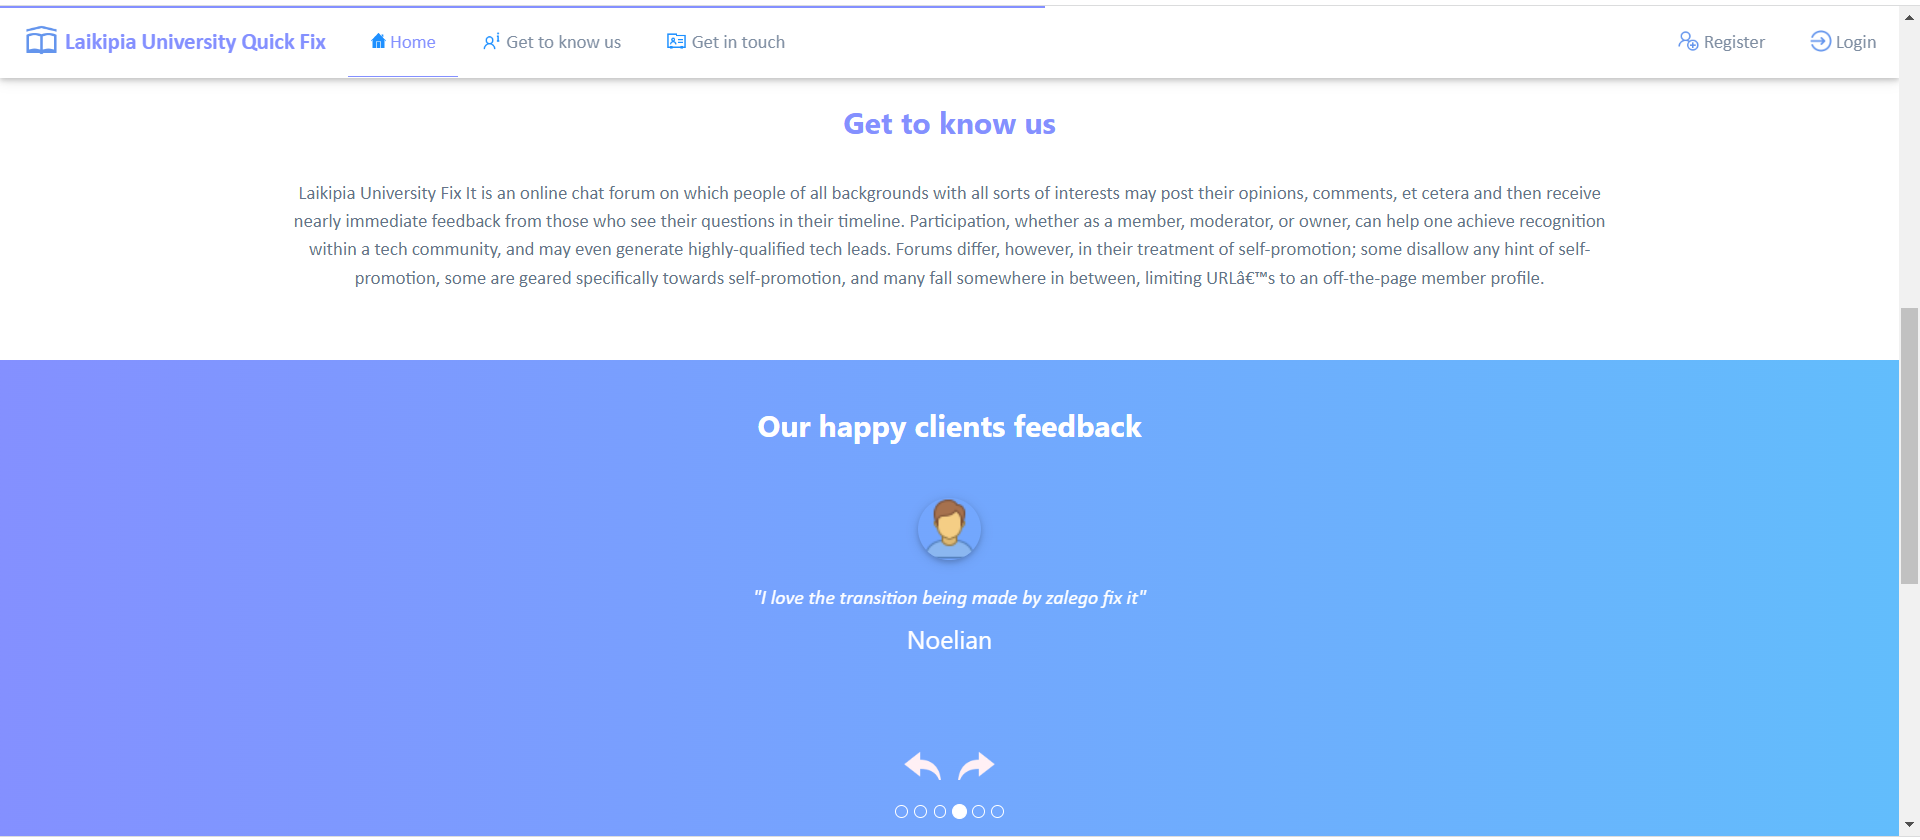 Laikipia University Quick Fix
Home
Get to know us
Get in touch
Register
Login
Get to know us
Laikipia University Fix It is an online chat forum on which people of all backgrounds with all sorts of interests may post their opinions, comments, et cetera and then receive
nearly immediate feedback from those who see their questions in their timeline. Participation, whether as a member, moderator, or owner, can help one achieve recognition
within a tech community, and may even generate highly-qualified tech leads. Forums differ, however, in their treatment of self-promotion; some disallow any hint of self-
promotion, some are geared specifically towards self-promotion, and many fall somewhere in between, limiting URLâ€™s to an off-the-page member profile.
Our happy clients feedback
"I love the transition being made by zalego fix it"
Noelian